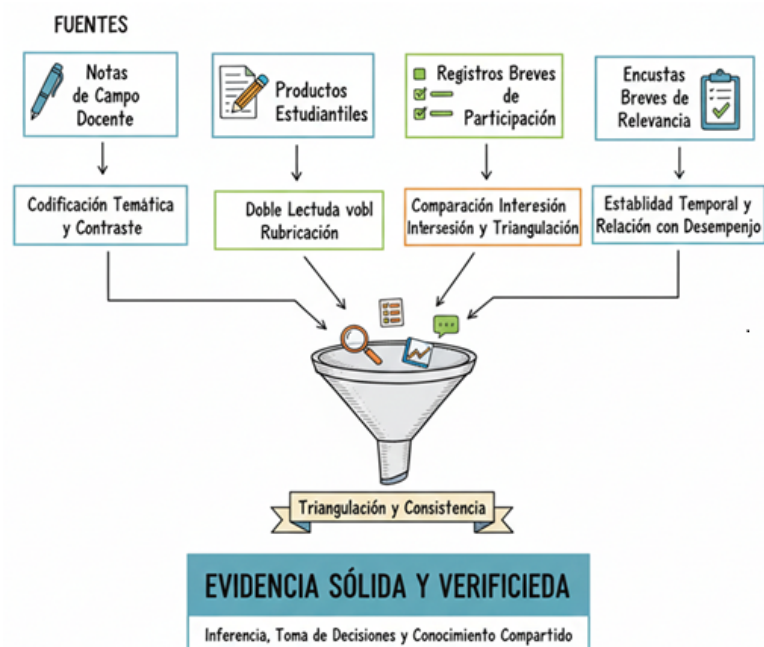 FUENTES
Notas
de Campo
Docente
Productos
Estudiantiles
Registros Breves
de
Participación
Encustas
Breves de
Relevancia
Codificación Temática
y Contraste
Doble Lectuda vobl
Rubricación
Comparación Interesión
Intersesión y Triangulación
Establidad Temporal y
Relación con Desempenjo
Triangulación y Consistencia
EVIDENCIA SÓLIDA Y VERIFICIEDA
Inferencia, Toma de Decisiones y Conocimiento Compartido